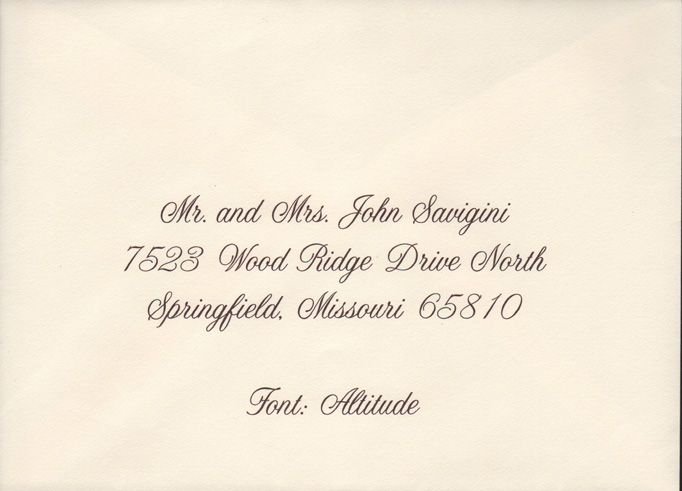 Mr. and Mrs. John Savigini
7523 Wood Ridge Drive North
Springfield, Missouri 65810
Font: Altitude